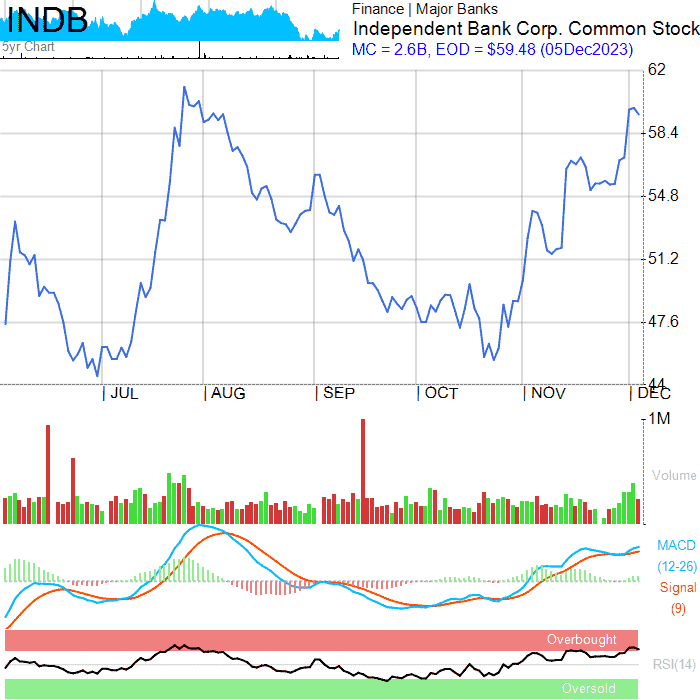 INDB
5yr Chart
Finance | Major Banks
Independent Bank Corp. Common Stock
MC = 2.6B, EOD = $59.48 (05Dec2023)
62
58.4
54.8
51.2
47.6
44
|JUL |AUG |SEP |OCT |NOV |DEC
1M
Volume
MACD
(12-26)
Signal
(9)
Overbought
RSI(14)
Oversold